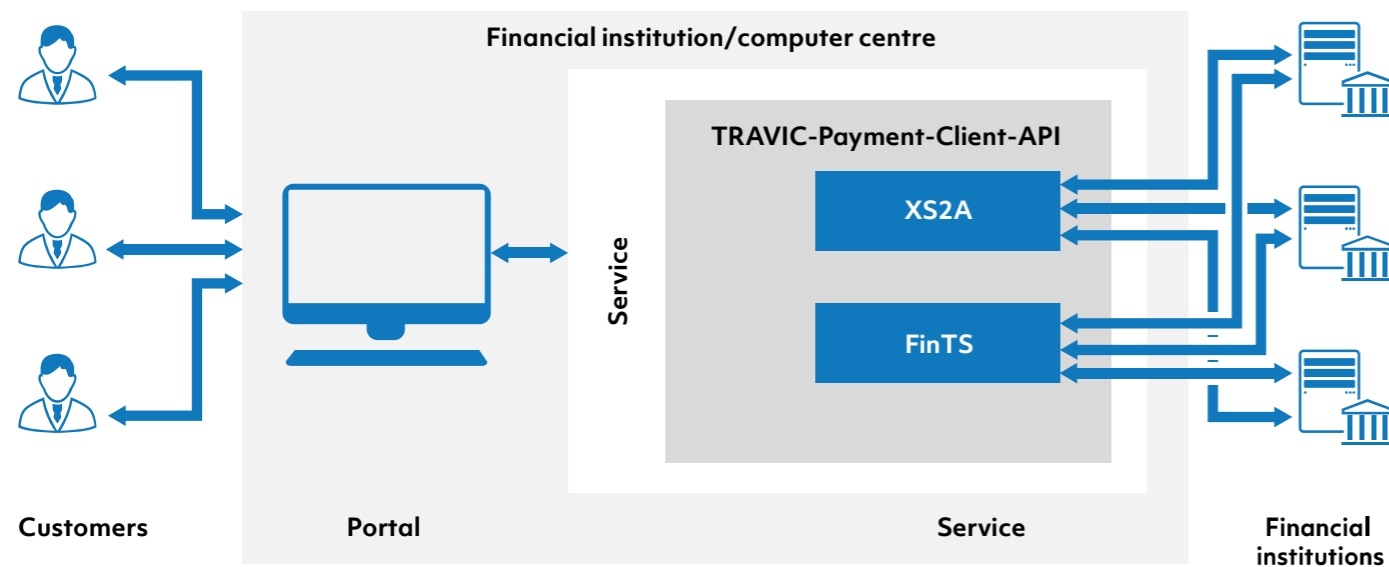 Financial institution/computer centre
TRAVIC-Payment-Client-API
XS2A
Service
FinTS
Customers
Portal
Service
Financial
institutions